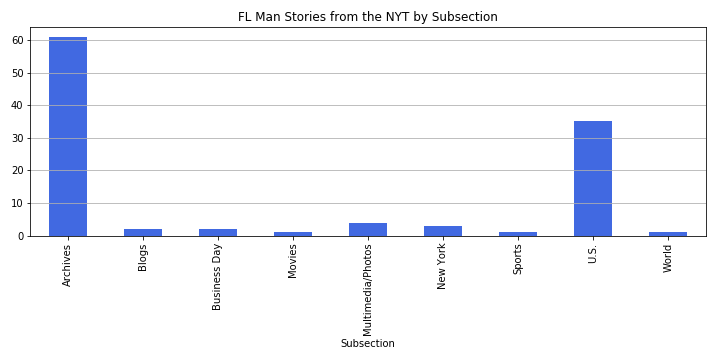 FL Man Stories from the NYT by Subsection
60
50
40
30
20
10
0
Archives
Blogs
Business Day
Movies
Multimedia/Photos
New York
Sports
U.S.
World
Subsection